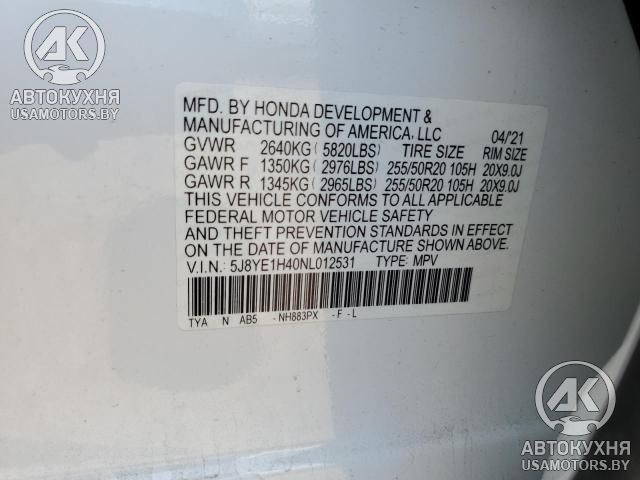 AK
АВТОКУХНЯ
USAMOTORS.BY
MFD. BY HONDA DEVELOPMENT &
MANUFACTURING OF AMERICA, LLC 04/'21
GVWR 2640KG ( 5820LBS) TIRE SIZE RIM SIZE
GAWR F 1350KG ( 2976LBS) 255/50R20 105H 20X9.0J
GAWR R 1345KG ( 2965LBS) 255/50R20 105H 20X9.0J
THIS VEHICLE CONFORMS TO ALL APPLICABLE
FEDERAL MOTOR VEHICLE SAFETY
AND THEFT PREVENTION STANDARDS IN EFFECT
ON THE DATE OF MANUFACTURE SHOWN ABOVE.
V.I.N.: 5J8YE1H40NL012531 TYPE: MPV
TYA N AB5 -NH883PX -F-L
AK
АВТОКУХНЯ
USAMOTORS.BY